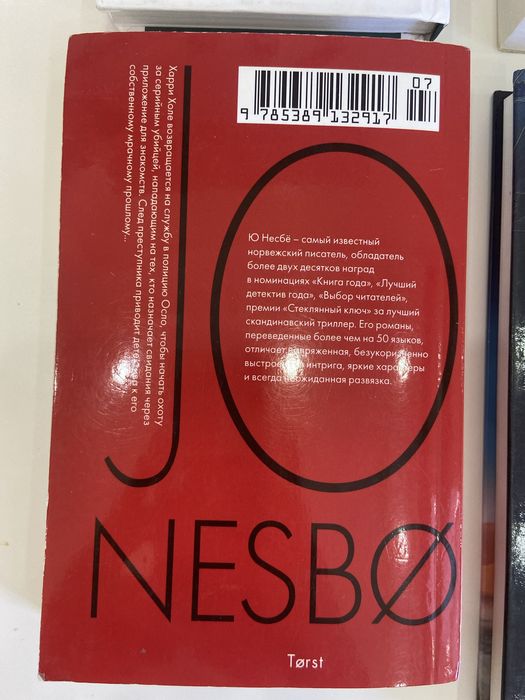 07
9 785389 132917
Харри Холе возвращается на службу в полицию Осло, чтобы начать охоту
за серийным убийцей, нападающим на тех, кто назначает свидания через
приложение для знакомств. След преступника приводит детектива к его
собственному мрачному прошлому...
JO
Ю Несбё – самый известный
норвежский писатель, обладатель
более двух десятков наград
в номинациях «Книга года», «Лучший
детектив года», «Выбор читателей»,
премии «Стеклянный ключ» за лучший
скандинавский триллер. Его романы,
переведенные более чем на 50 языков,
отличает напряженная, безукоризненно
выстроенная интрига, яркие характеры
и всегда неожиданная развязка.
NESBØ
Tørst